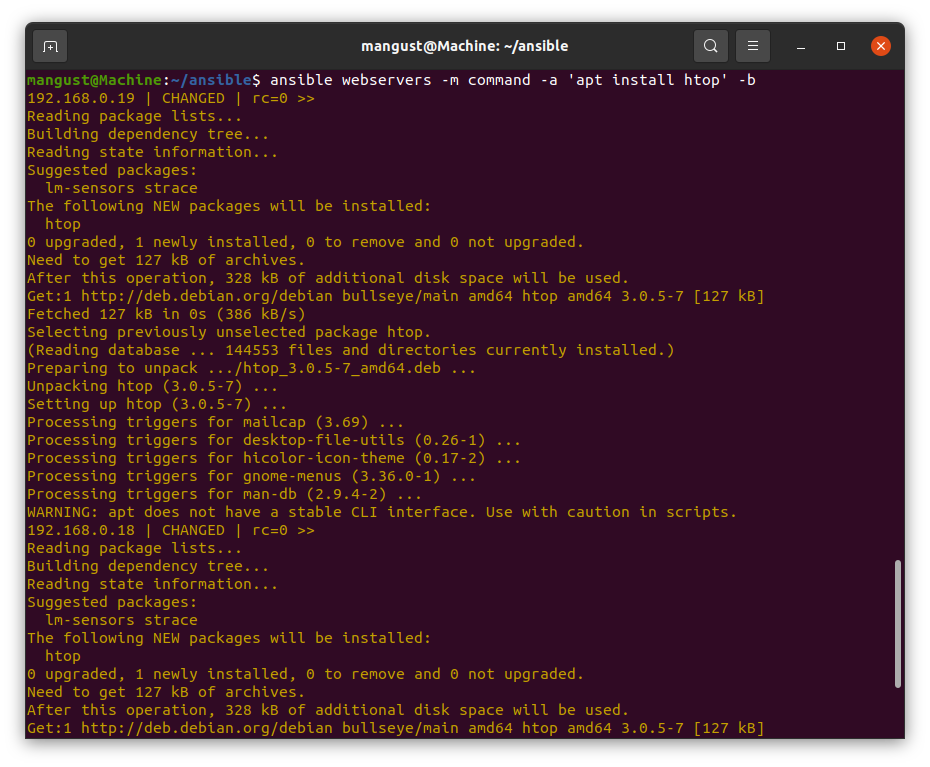 mangust@Machine: ~/ansible
mangust@Machine:~/ansible$ ansible webservers -m command -a 'apt install htop' -b
192.168.0.19 | CHANGED | rc=0 >>
Reading package lists...
Building dependency tree...
Reading state information...
Suggested packages:
  lm-sensors strace
The following NEW packages will be installed:
  htop
0 upgraded, 1 newly installed, 0 to remove and 0 not upgraded.
Need to get 127 kB of archives.
After this operation, 328 kB of additional disk space will be used.
Get:1 http://deb.debian.org/debian bullseye/main amd64 htop amd64 3.0.5-7 [127 kB]
Fetched 127 kB in 0s (386 kB/s)
Selecting previously unselected package htop.
(Reading database ... 144553 files and directories currently installed.)
Preparing to unpack .../htop_3.0.5-7_amd64.deb ...
Unpacking htop (3.0.5-7) ...
Setting up htop (3.0.5-7) ...
Processing triggers for mailcap (3.69) ...
Processing triggers for desktop-file-utils (0.26-1) ...
Processing triggers for hicolor-icon-theme (0.17-2) ...
Processing triggers for gnome-menus (3.36.0-1) ...
Processing triggers for man-db (2.9.4-2) ...
WARNING: apt does not have a stable CLI interface. Use with caution in scripts.
192.168.0.18 | CHANGED | rc=0 >>
Reading package lists...
Building dependency tree...
Reading state information...
Suggested packages:
  lm-sensors strace
The following NEW packages will be installed:
  htop
0 upgraded, 1 newly installed, 0 to remove and 0 not upgraded.
Need to get 127 kB of archives.
After this operation, 328 kB of additional disk space will be used.
Get:1 http://deb.debian.org/debian bullseye/main amd64 htop amd64 3.0.5-7 [127 kB]